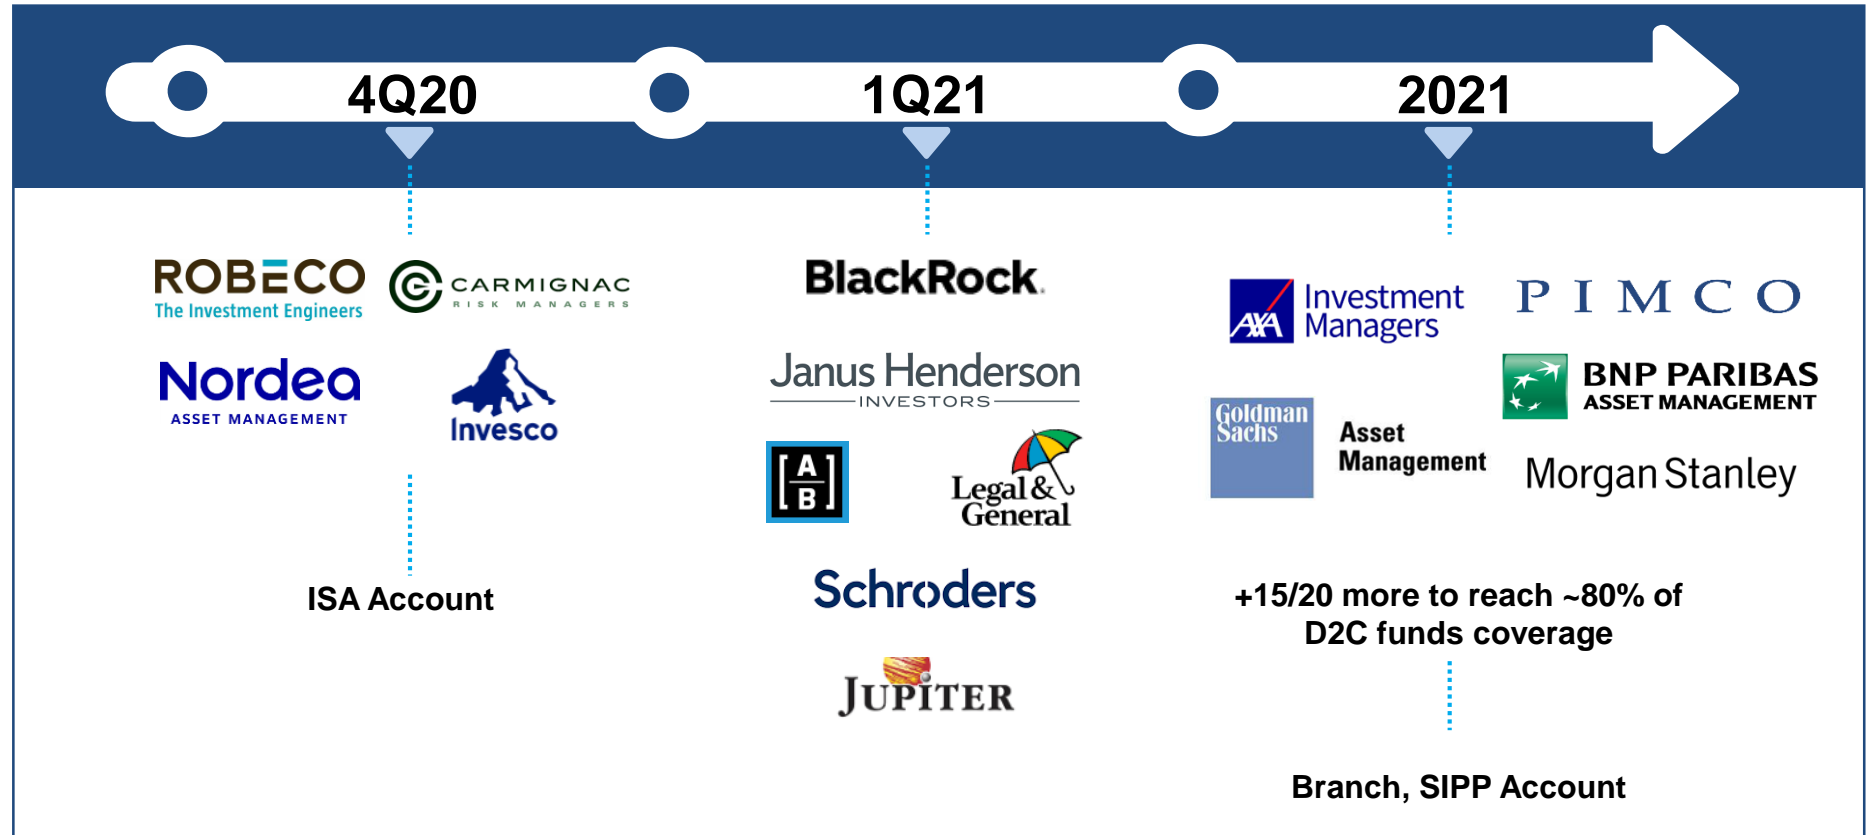 4Q20
1Q21
2021
ROBECO
The Investment Engineers
CARMIGNAC
RISK MANAGERS
Nordea
ASSET MANAGEMENT
Invesco
ISA Account
BlackRock.
Janus Henderson
INVESTORS
[A/B]
Legal &
General
Schroders
JUPITER
AXA
Investment
Managers
PIMCO
BNP PARIBAS
ASSET MANAGEMENT
Goldman
Sachs
Asset
Management
Morgan Stanley
+15/20 more to reach ~80% of
D2C funds coverage
Branch, SIPP Account